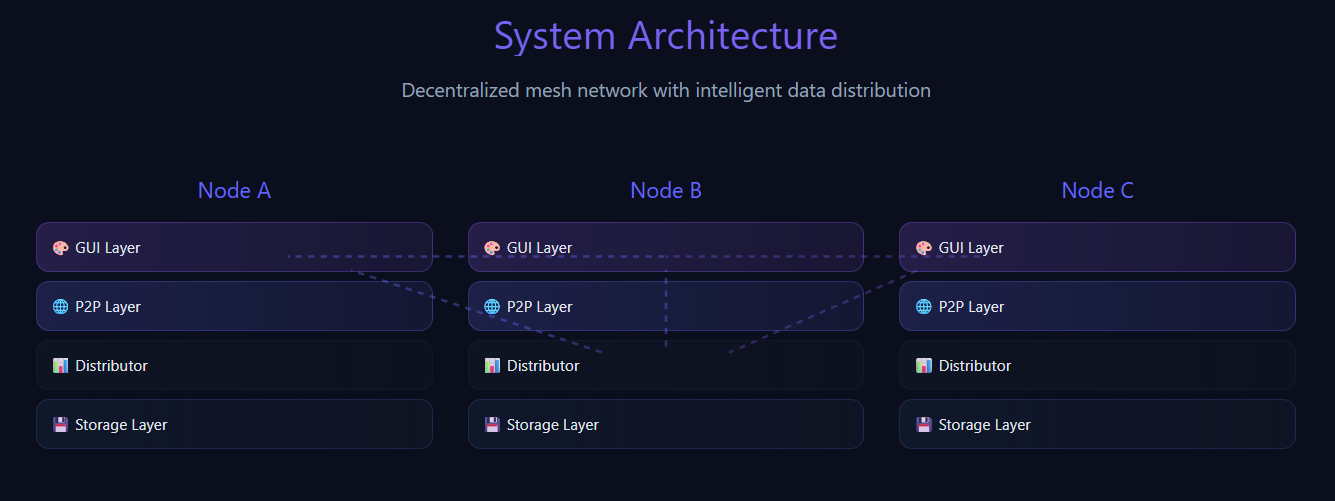 System Architecture
Decentralized mesh network with intelligent data distribution
Node A
GUI Layer
P2P Layer
Distributor
Storage Layer
Node B
GUI Layer
P2P Layer
Distributor
Storage Layer
Node C
GUI Layer
P2P Layer
Distributor
Storage Layer